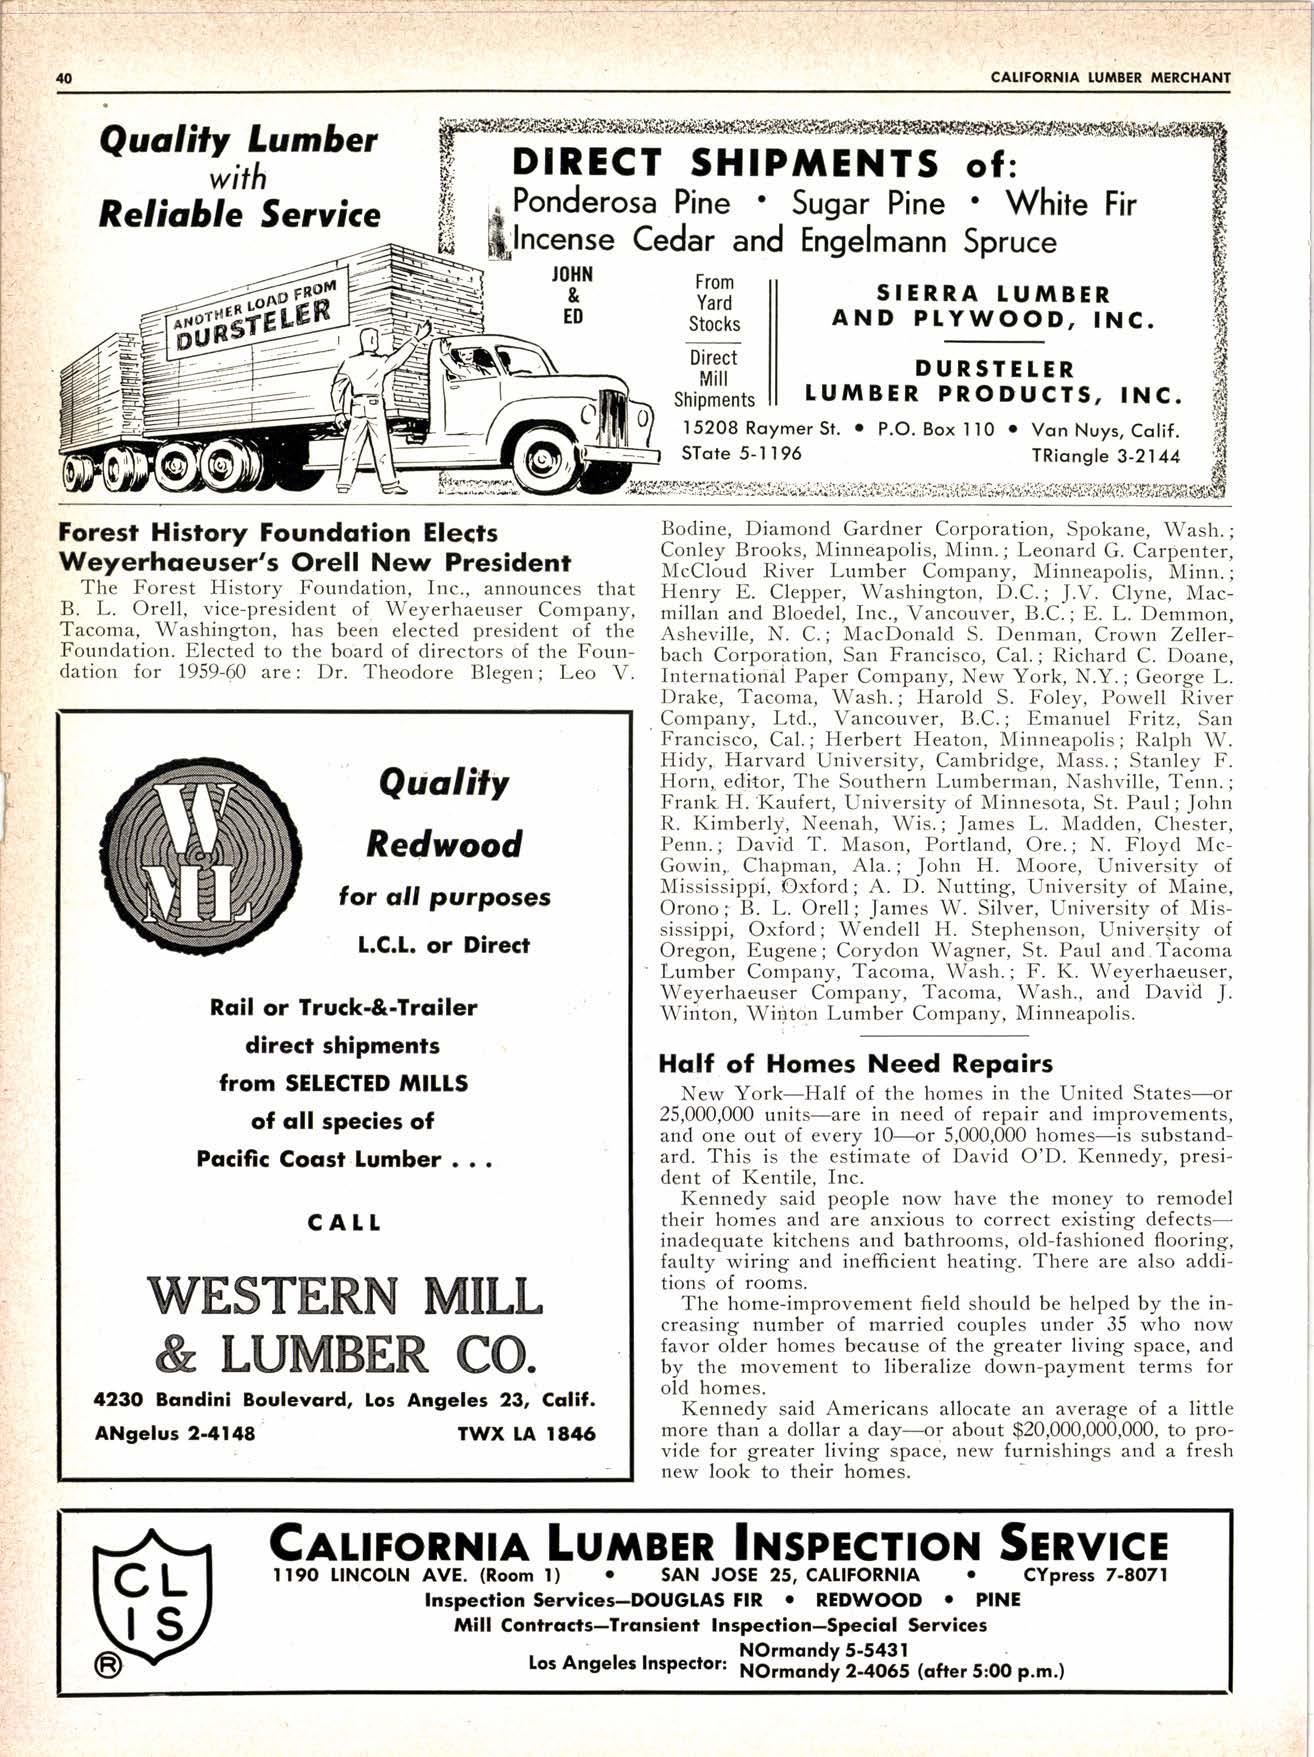 40
CALIFORNIA LUMBER MERCHANT
Quality Lumber
with
Reliable Service
ANOTHER LOAD FROM
DURSTELER
DIRECT SHIPMENTS of:
Ponderosa Pine • Sugar Pine • White Fir
Incense Cedar and Engelmann Spruce
JOHN
&
ED
From
Yard
Stocks
Direct
Mill
Shipments
SIERRA LUMBER
AND PLYWOOD, INC.
DURSTELER
LUMBER PRODUCTS, INC.
15208 Raymer St. • P.O. Box 110 • Van Nuys, Calif.
STate 5-1196 TRiangle 3-2144
Forest History Foundation Elects
Weyerhaeuser's Orell New President
The Forest History Foundation, Inc., announces that
B. L. Orell, vice-president of Weyerhaeuser Company,
Tacoma, Washington, has been elected president of the
Foundation. Elected to the board of directors of the Foun-
dation for 1959-60 are: Dr. Theodore Blegen; Leo V.
Bodine, Diamond Gardner Corporation, Spokane, Wash.;
Conley Brooks, Minneapolis, Minn.; Leonard G. Carpenter,
McCloud River Lumber Company, Minneapolis, Minn.;
Henry E. Clepper, Washington, D.C.; J.V. Clyne, Mac-
millan and Bloedel, Inc., Vancouver, B.C.; E. L. Demmon,
Asheville, N. C.; MacDonald S. Denman, Crown Zeller-
bach Corporation, San Francisco, Cal.; Richard C. Doane,
International Paper Company, New York, N.Y.; George L.
Drake, Tacoma, Wash.; Harold S. Foley, Powell River
Company, Ltd., Vancouver, B.C.; Emanuel Fritz, San
Francisco, Cal.; Herbert Heaton, Minneapolis; Ralph W.
Hidy, Harvard University, Cambridge, Mass.; Stanley F.
Horn, editor, The Southern Lumberman, Nashville, Tenn.;
Frank H. Kaufert, University of Minnesota, St. Paul; John
R. Kimberly, Neenah, Wis.; James L. Madden, Chester,
Penn.; David T. Mason, Portland, Ore.; N. Floyd Mc-
Gowin, Chapman, Ala.; John H. Moore, University of
Mississippi, Oxford; A. D. Nutting, University of Maine,
Orono; B. L. Orell; James W. Silver, University of Mis-
sissippi, Oxford; Wendell H. Stephenson, University of
Oregon, Eugene; Corydon Wagner, St. Paul and Tacoma
Lumber Company, Tacoma, Wash.; F. K. Weyerhaeuser,
Weyerhaeuser Company, Tacoma, Wash., and David J.
Winton, Winton Lumber Company, Minneapolis.
Half of Homes Need Repairs
New York—Half of the homes in the United States—or
25,000,000 units—are in need of repair and improvements,
and one out of every 10—or 5,000,000 homes—is substand-
ard. This is the estimate of David O'D. Kennedy, presi-
dent of Kentile, Inc.
Kennedy said people now have the money to remodel
their homes and are anxious to correct existing defects—
inadequate kitchens and bathrooms, old-fashioned flooring,
faulty wiring and inefficient heating. There are also addi-
tions of rooms.
The home-improvement field should be helped by the in-
creasing number of married couples under 35 who now
favor older homes because of the greater living space, and
by the movement to liberalize down-payment terms for
old homes.
Kennedy said Americans allocate an average of a little
more than a dollar a day—or about $20,000,000,000, to pro-
vide for greater living space, new furnishings and a fresh
new look to their homes.
W
ML
Quality
Redwood
for all purposes
L.C.L. or Direct
Rail or Truck-&-Trailer
direct shipments
from SELECTED MILLS
of all species of
Pacific Coast Lumber . . .
CALL
WESTERN MILL
& LUMBER CO.
4230 Bandini Boulevard, Los Angeles 23, Calif.
ANgelus 2-4148 TWX LA 1846
CL
IS
®
CALIFORNIA LUMBER INSPECTION SERVICE
1190 LINCOLN AVE. (Room 1) • SAN JOSE 25, CALIFORNIA • CYpress 7-8071
Inspection Services—DOUGLAS FIR • REDWOOD • PINE
Mill Contracts—Transient Inspection—Special Services
Los Angeles Inspector: NOrmandy 5-5431
NOrmandy 2-4065 (after 5:00 p.m.)